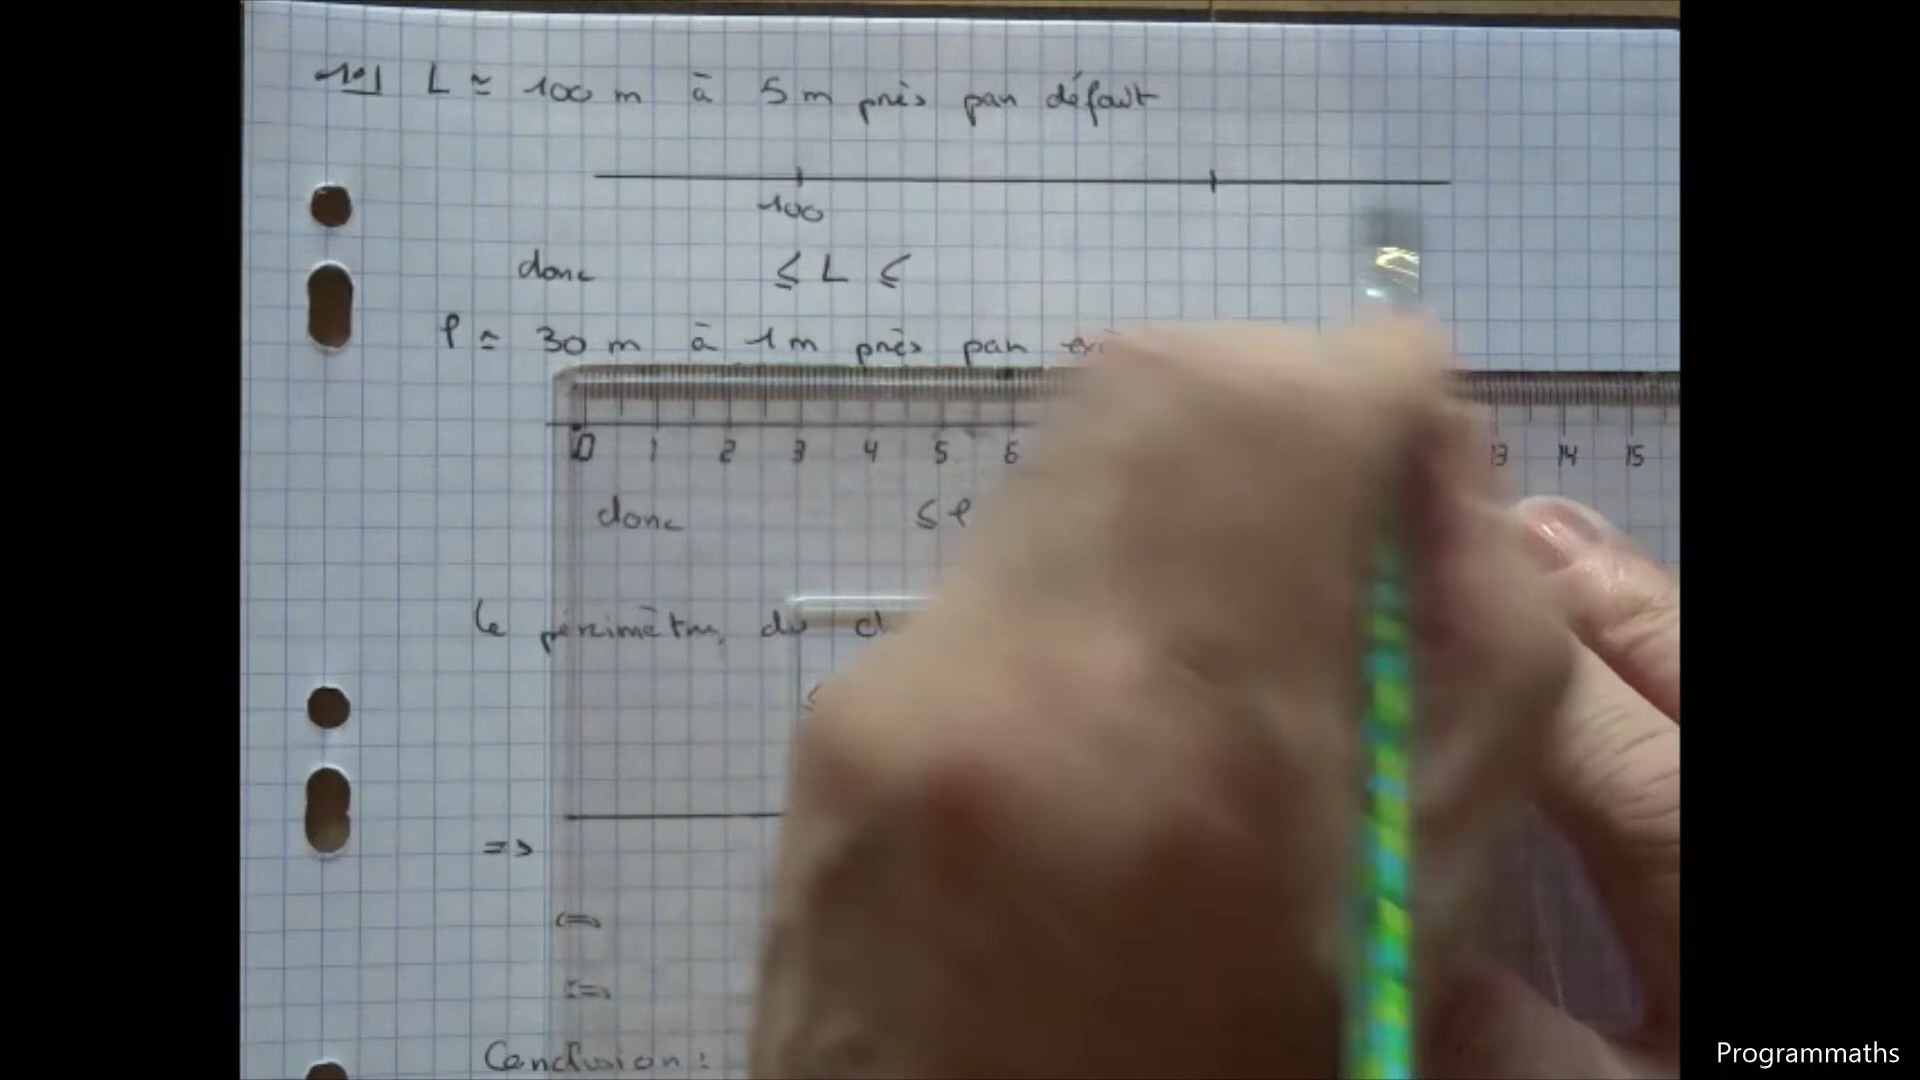 1°) L ≃ 100 m à 5 m près par défaut
100
donc ≤ L ≤
l ≃ 30 m à 1 m près par
0 1 2 3 4 5 6 13 14 15
donc ≤ l
le périmètre du
≤
=>
<=>
<=>
Conclusion :
Programmaths